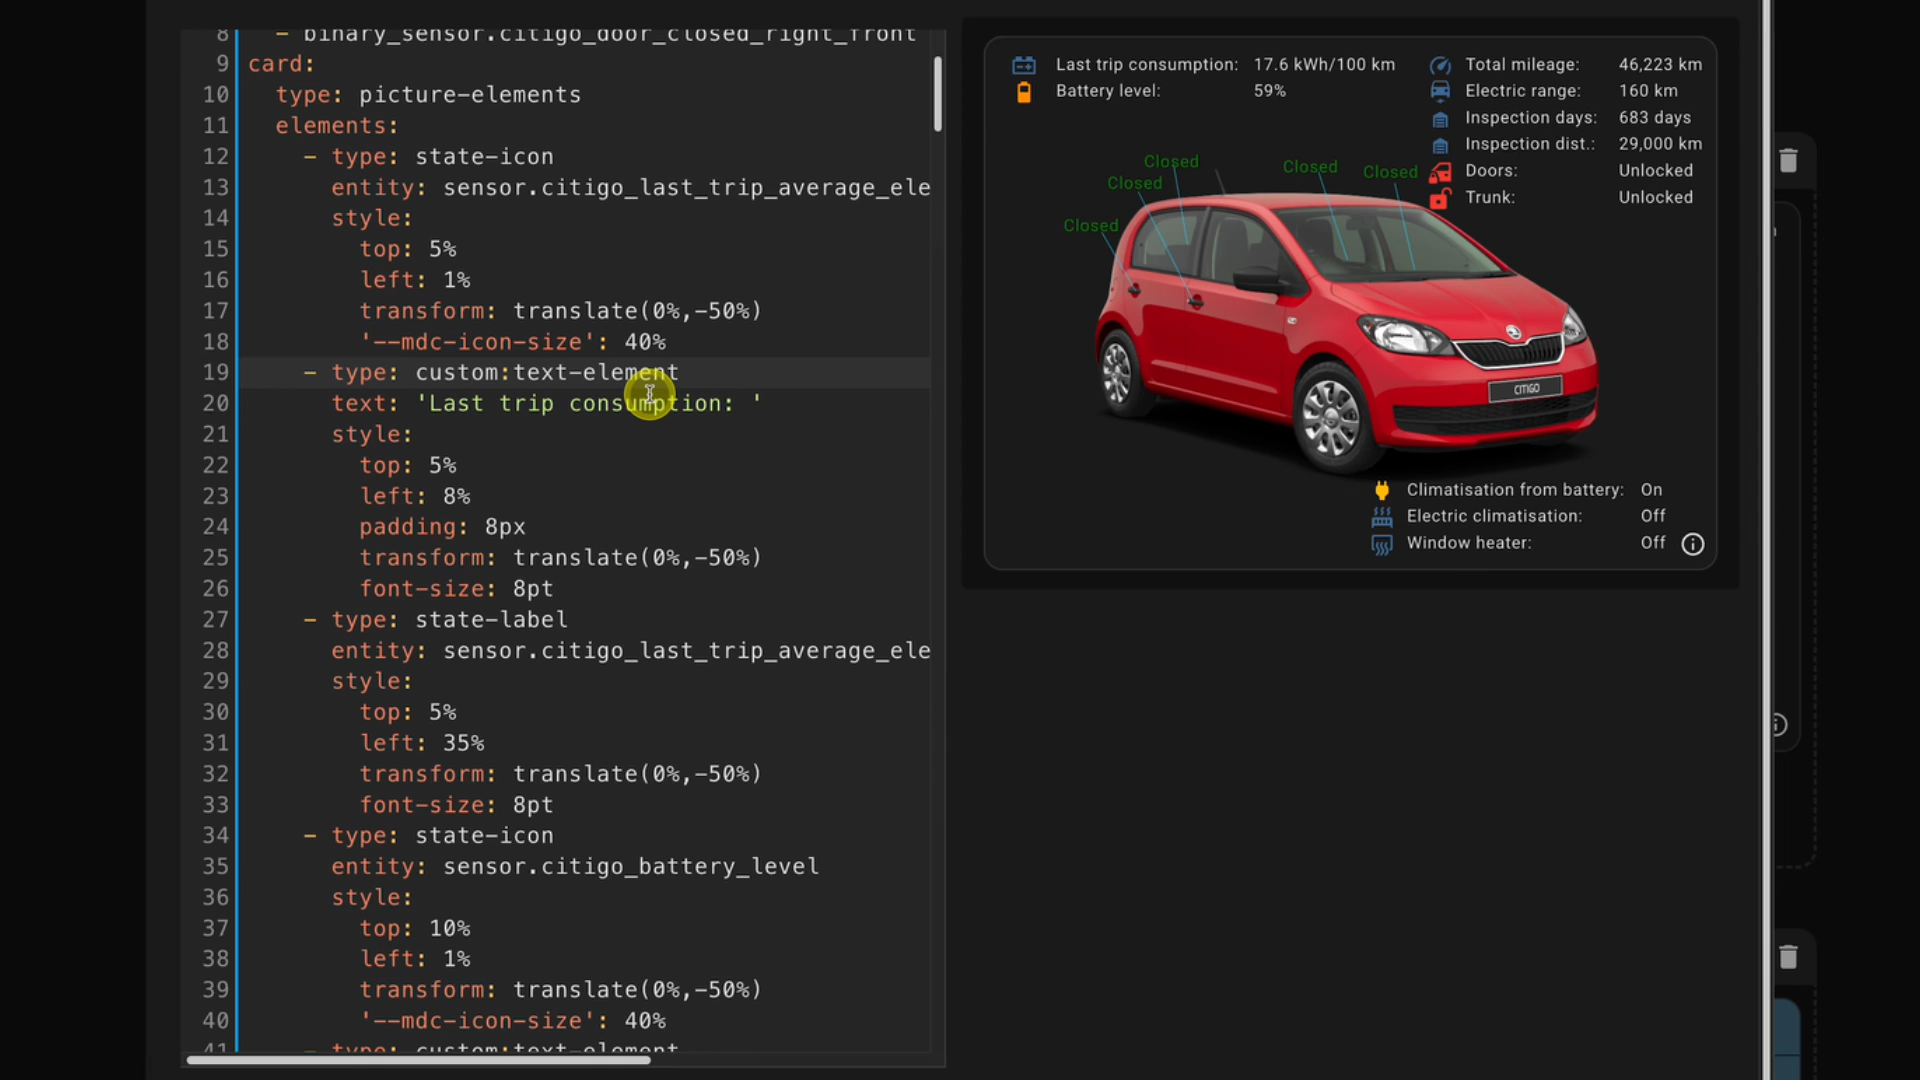 8 - binary_sensor.citigo_door_closed_right_front
9 card:
10 type: picture-elements
11 elements:
12 - type: state-icon
13 entity: sensor.citigo_last_trip_average_ele
14 style:
15 top: 5%
16 left: 1%
17 transform: translate(0%,-50%)
18 '--mdc-icon-size': 40%
19 - type: custom:text-element
20 text: 'Last trip consumption: '
21 style:
22 top: 5%
23 left: 8%
24 padding: 8px
25 transform: translate(0%,-50%)
26 font-size: 8pt
27 - type: state-label
28 entity: sensor.citigo_last_trip_average_ele
29 style:
30 top: 5%
31 left: 35%
32 transform: translate(0%,-50%)
33 font-size: 8pt
34 - type: state-icon
35 entity: sensor.citigo_battery_level
36 style:
37 top: 10%
38 left: 1%
39 transform: translate(0%,-50%)
40 '--mdc-icon-size': 40%
41 - type: custom:text-element
Last trip consumption: 17.6 kWh/100 km
Battery level: 59%
Total mileage: 46,223 km
Electric range: 160 km
Inspection days: 683 days
Inspection dist.: 29,000 km
Doors: Unlocked
Trunk: Unlocked
Closed
Closed
Closed
Closed
Closed
CITIGO
Climatisation from battery: On
Electric climatisation: Off
Window heater: Off